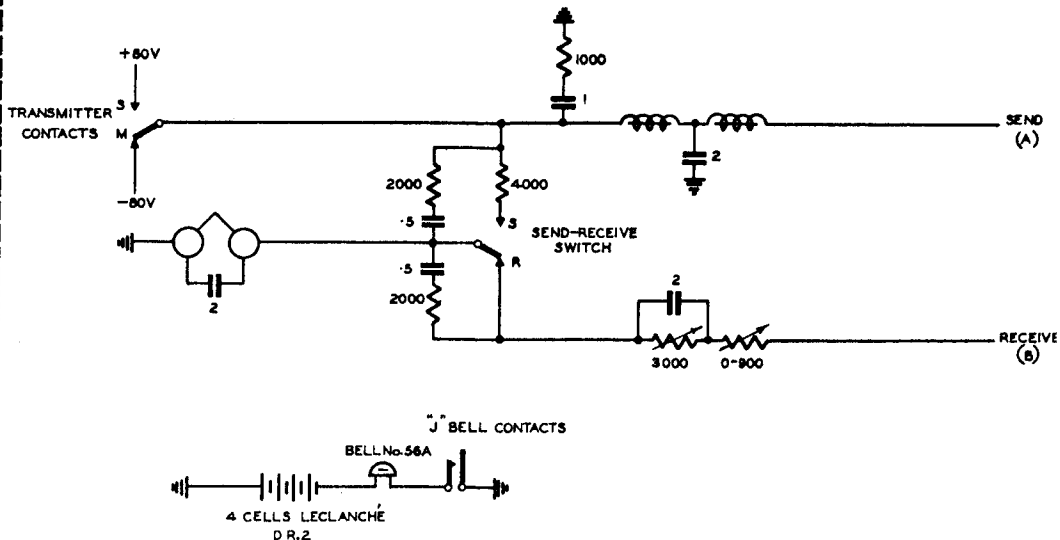 1000
+80V
1
TRANSMITTER
CONTACTS
S
M
SEND
(A)
2
-80V
2000
4000
.5
S
SEND-RECEIVE
SWITCH
R
.5
2
2000
2
3000
0-900
RECEIVE
(B)
"J" BELL CONTACTS
BELL No. 56A
4 CELLS LECLANCHÉ
D R.2